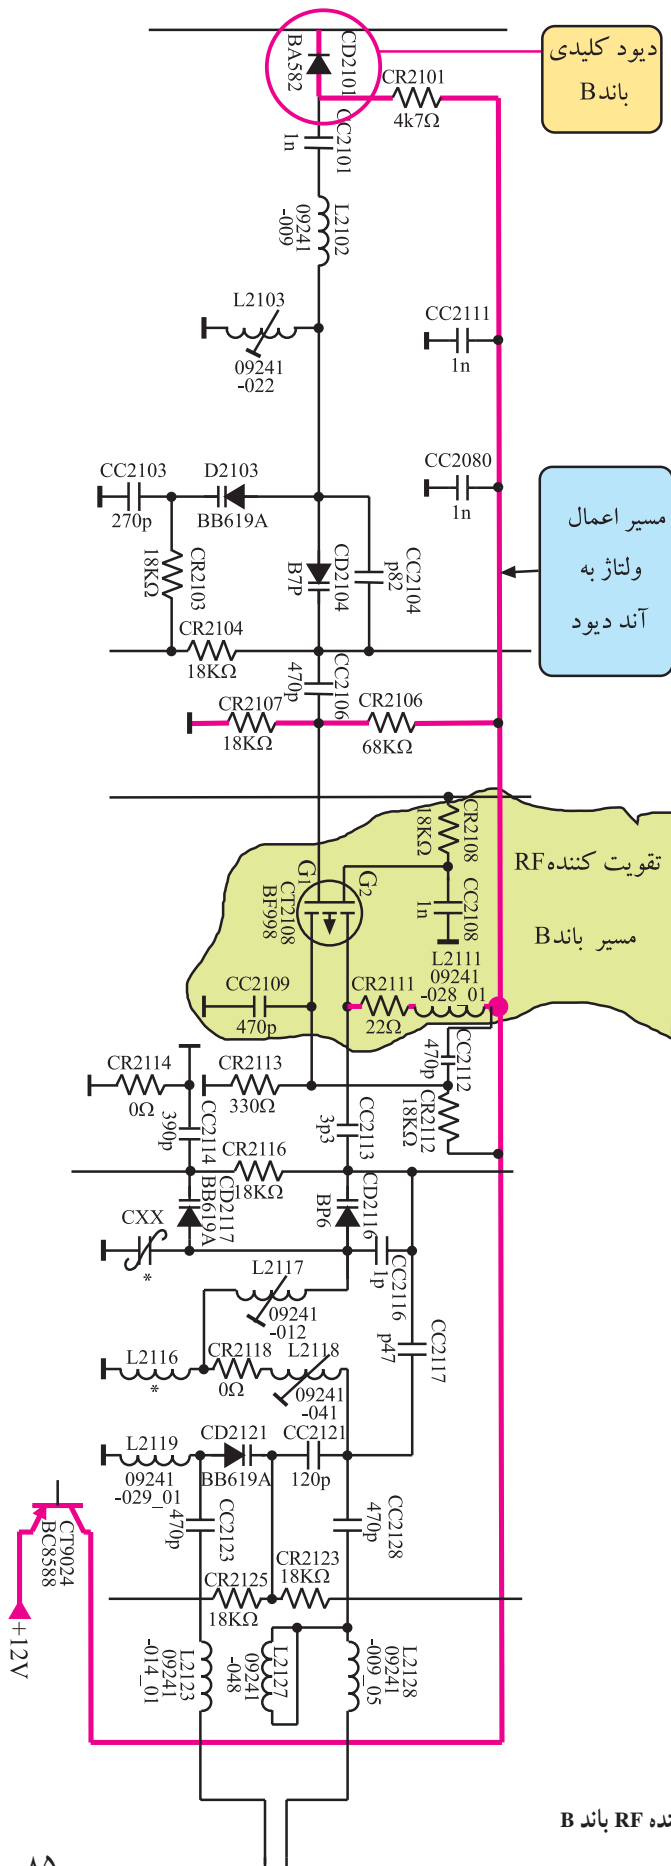 دیود کلیدی
باند B
CD2101
BA582
CR2101
4k7Ω
CC2101
1n
L2102
09241
-009
L2103
09241
-022
CC2111
1n
CC2103
270p
D2103
BB619A
CC2080
1n
مسیر اعمال
ولتاژ به
آند دیود
CR2103
18KΩ
CD2104
B7P
CC2104
p82
CR2104
18KΩ
CC2106
470p
CR2107
18KΩ
CR2106
68KΩ
CR2108
18KΩ
تقویت کننده RF
مسیر باند B
G1
G2
CT2108
BF998
CC2108
1n
L2111
09241
-028_01
CC2109
470p
CR2111
22Ω
CC2112
470p
CR2114
0Ω
CR2113
330Ω
CR2112
18KΩ
CC2114
390p
CC2113
3p3
CR2116
18KΩ
CD2117
BB619A
CD2116
BP6
CXX
*
CC2116
1p
L2117
09241
-012
CC2117
p47
L2116
*
CR2118
0Ω
L2118
09241
-041
L2119
09241
-029_01
CD2121
BB619A
CC2121
120p
CC2123
470p
CC2128
470p
CT9024
BC8588
+12V
CR2125
18KΩ
CR2123
18KΩ
L2123
09241
-014_01
L2127
09241
-048
L2128
09241
-009_05
نده RF باند B